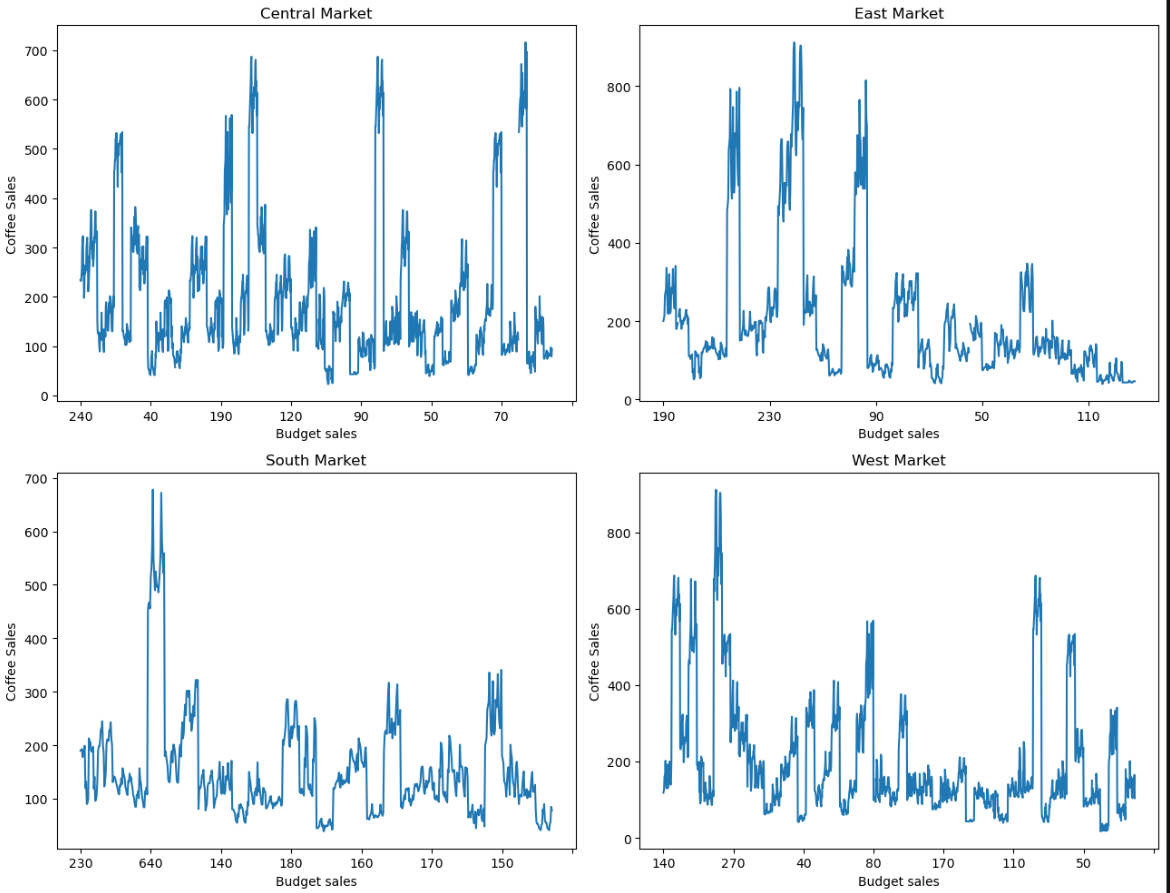 Central Market
Coffee Sales
700
600
500
400
300
200
100
0
240 40 190 120 90 50 70
Budget sales
East Market
Coffee Sales
800
600
400
200
0
190 230 90 50 110
Budget sales
South Market
Coffee Sales
700
600
500
400
300
200
100
230 640 140 180 160 170 150
Budget sales
West Market
Coffee Sales
800
600
400
200
0
140 270 40 80 170 110 50
Budget sales